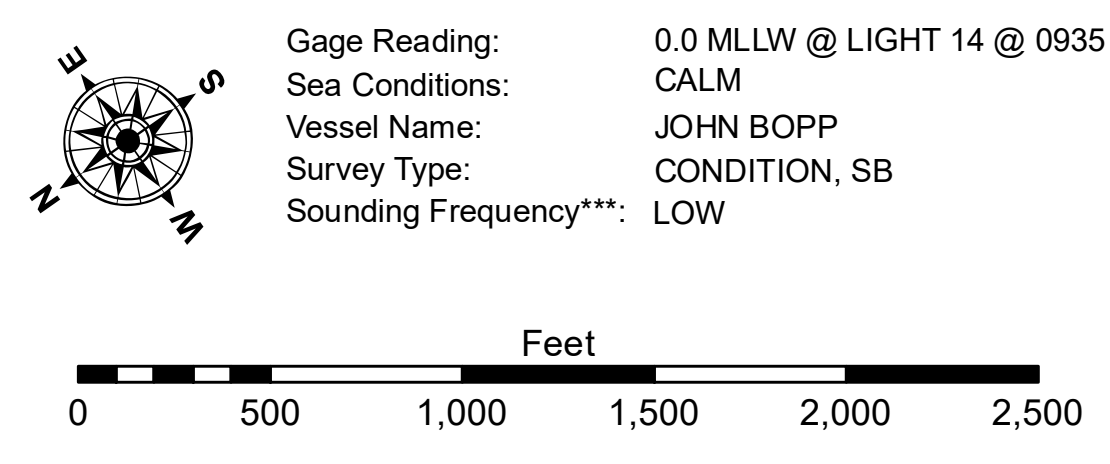 E
S
N
W
Gage Reading: 0.0 MLLW @ LIGHT 14 @ 0935
Sea Conditions: CALM
Vessel Name: JOHN BOPP
Survey Type: CONDITION, SB
Sounding Frequency***: LOW
Feet
0 500 1,000 1,500 2,000 2,500